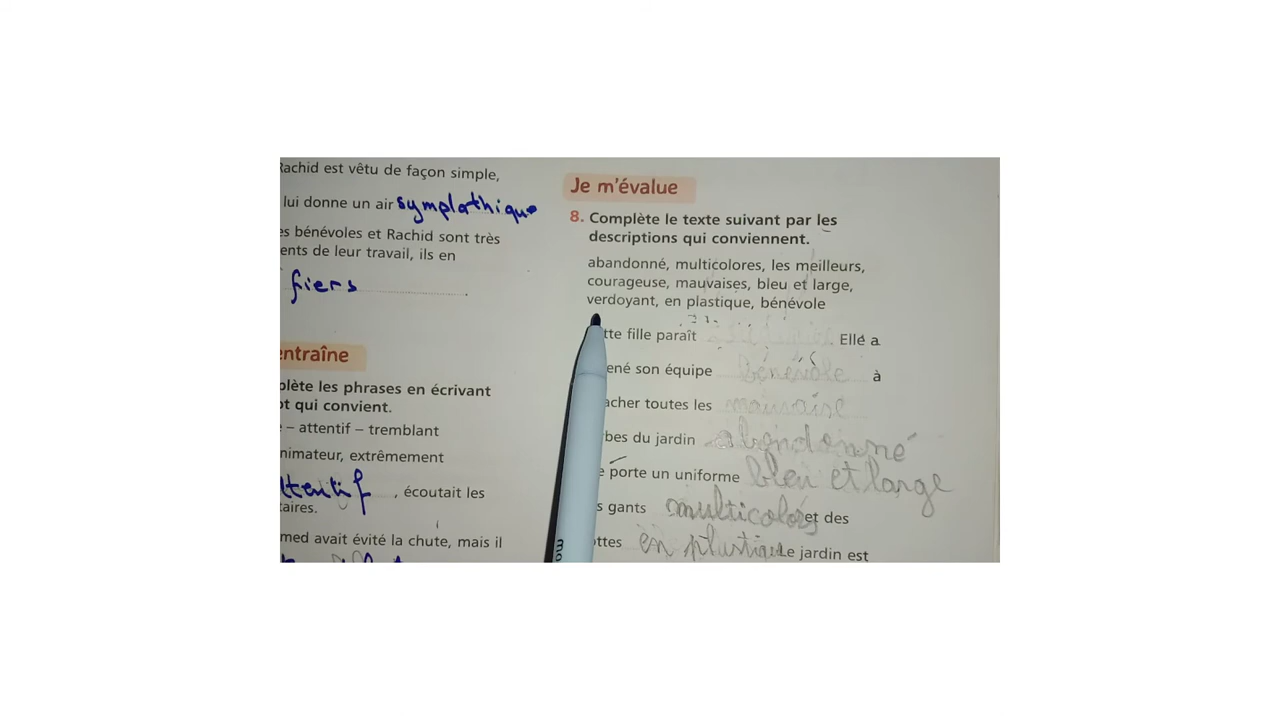 Rachid est vêtu de façon simple,
lui donne un air symplathique
es bénévoles et Rachid sont très
ents de leur travail, ils en
fiers
entraîne
plète les phrases en écrivant
ot qui convient.
e – attentif – tremblant
nimateur, extrêmement
ttentif , écoutait les
taires.
med avait évité la chute, mais il
Je m'évalue
8. Complète le texte suivant par les
descriptions qui conviennent.
abandonné, multicolores, les meilleurs,
courageuse, mauvaises, bleu et large,
verdoyant, en plastique, bénévole
tte fille paraît . Elle a
ené son équipe bénévole à
acher toutes les mauvaise
rbes du jardin abandonné
e porte un uniforme bleu et large
s gants multicolors et des
ottes en plustique Le jardin est